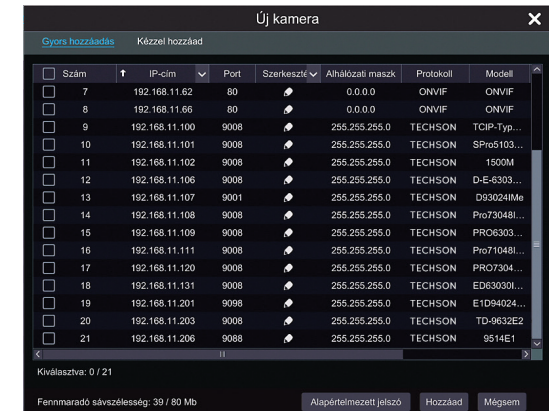 Új kamera
Gyors hozzáadás Kézzel hozzáad
Szám IP-cím Port Szerkeszté Alhálózati maszk Protokoll Modell
7 192.168.11.62 80 0.0.0.0 ONVIF ONVIF
8 192.168.11.66 80 0.0.0.0 ONVIF ONVIF
9 192.168.11.100 9008 255.255.255.0 TECHSON TCIP-Typ...
10 192.168.11.101 9008 255.255.255.0 TECHSON SPro5103...
11 192.168.11.102 9008 255.255.255.0 TECHSON 1500M
12 192.168.11.106 9008 255.255.255.0 TECHSON D-E-6303...
13 192.168.11.107 9001 255.255.255.0 TECHSON D93024IMe
14 192.168.11.108 9008 255.255.255.0 TECHSON Pro73048I...
15 192.168.11.109 9008 255.255.255.0 TECHSON PRO6303...
16 192.168.11.111 9008 255.255.255.0 TECHSON Pro71048I...
17 192.168.11.120 9008 255.255.255.0 TECHSON PRO7304...
18 192.168.11.131 9008 255.255.255.0 TECHSON ED63030I...
19 192.168.11.201 9098 255.255.255.0 TECHSON E1D94024...
20 192.168.11.203 9008 255.255.255.0 TECHSON TD-9632E2
21 192.168.11.206 9088 255.255.255.0 TECHSON 9514E1
Kiválasztva: 0 / 21
Fennmaradó sávszélesség: 39 / 80 Mb Alapértelmezett jelszó Hozzáad Mégsem